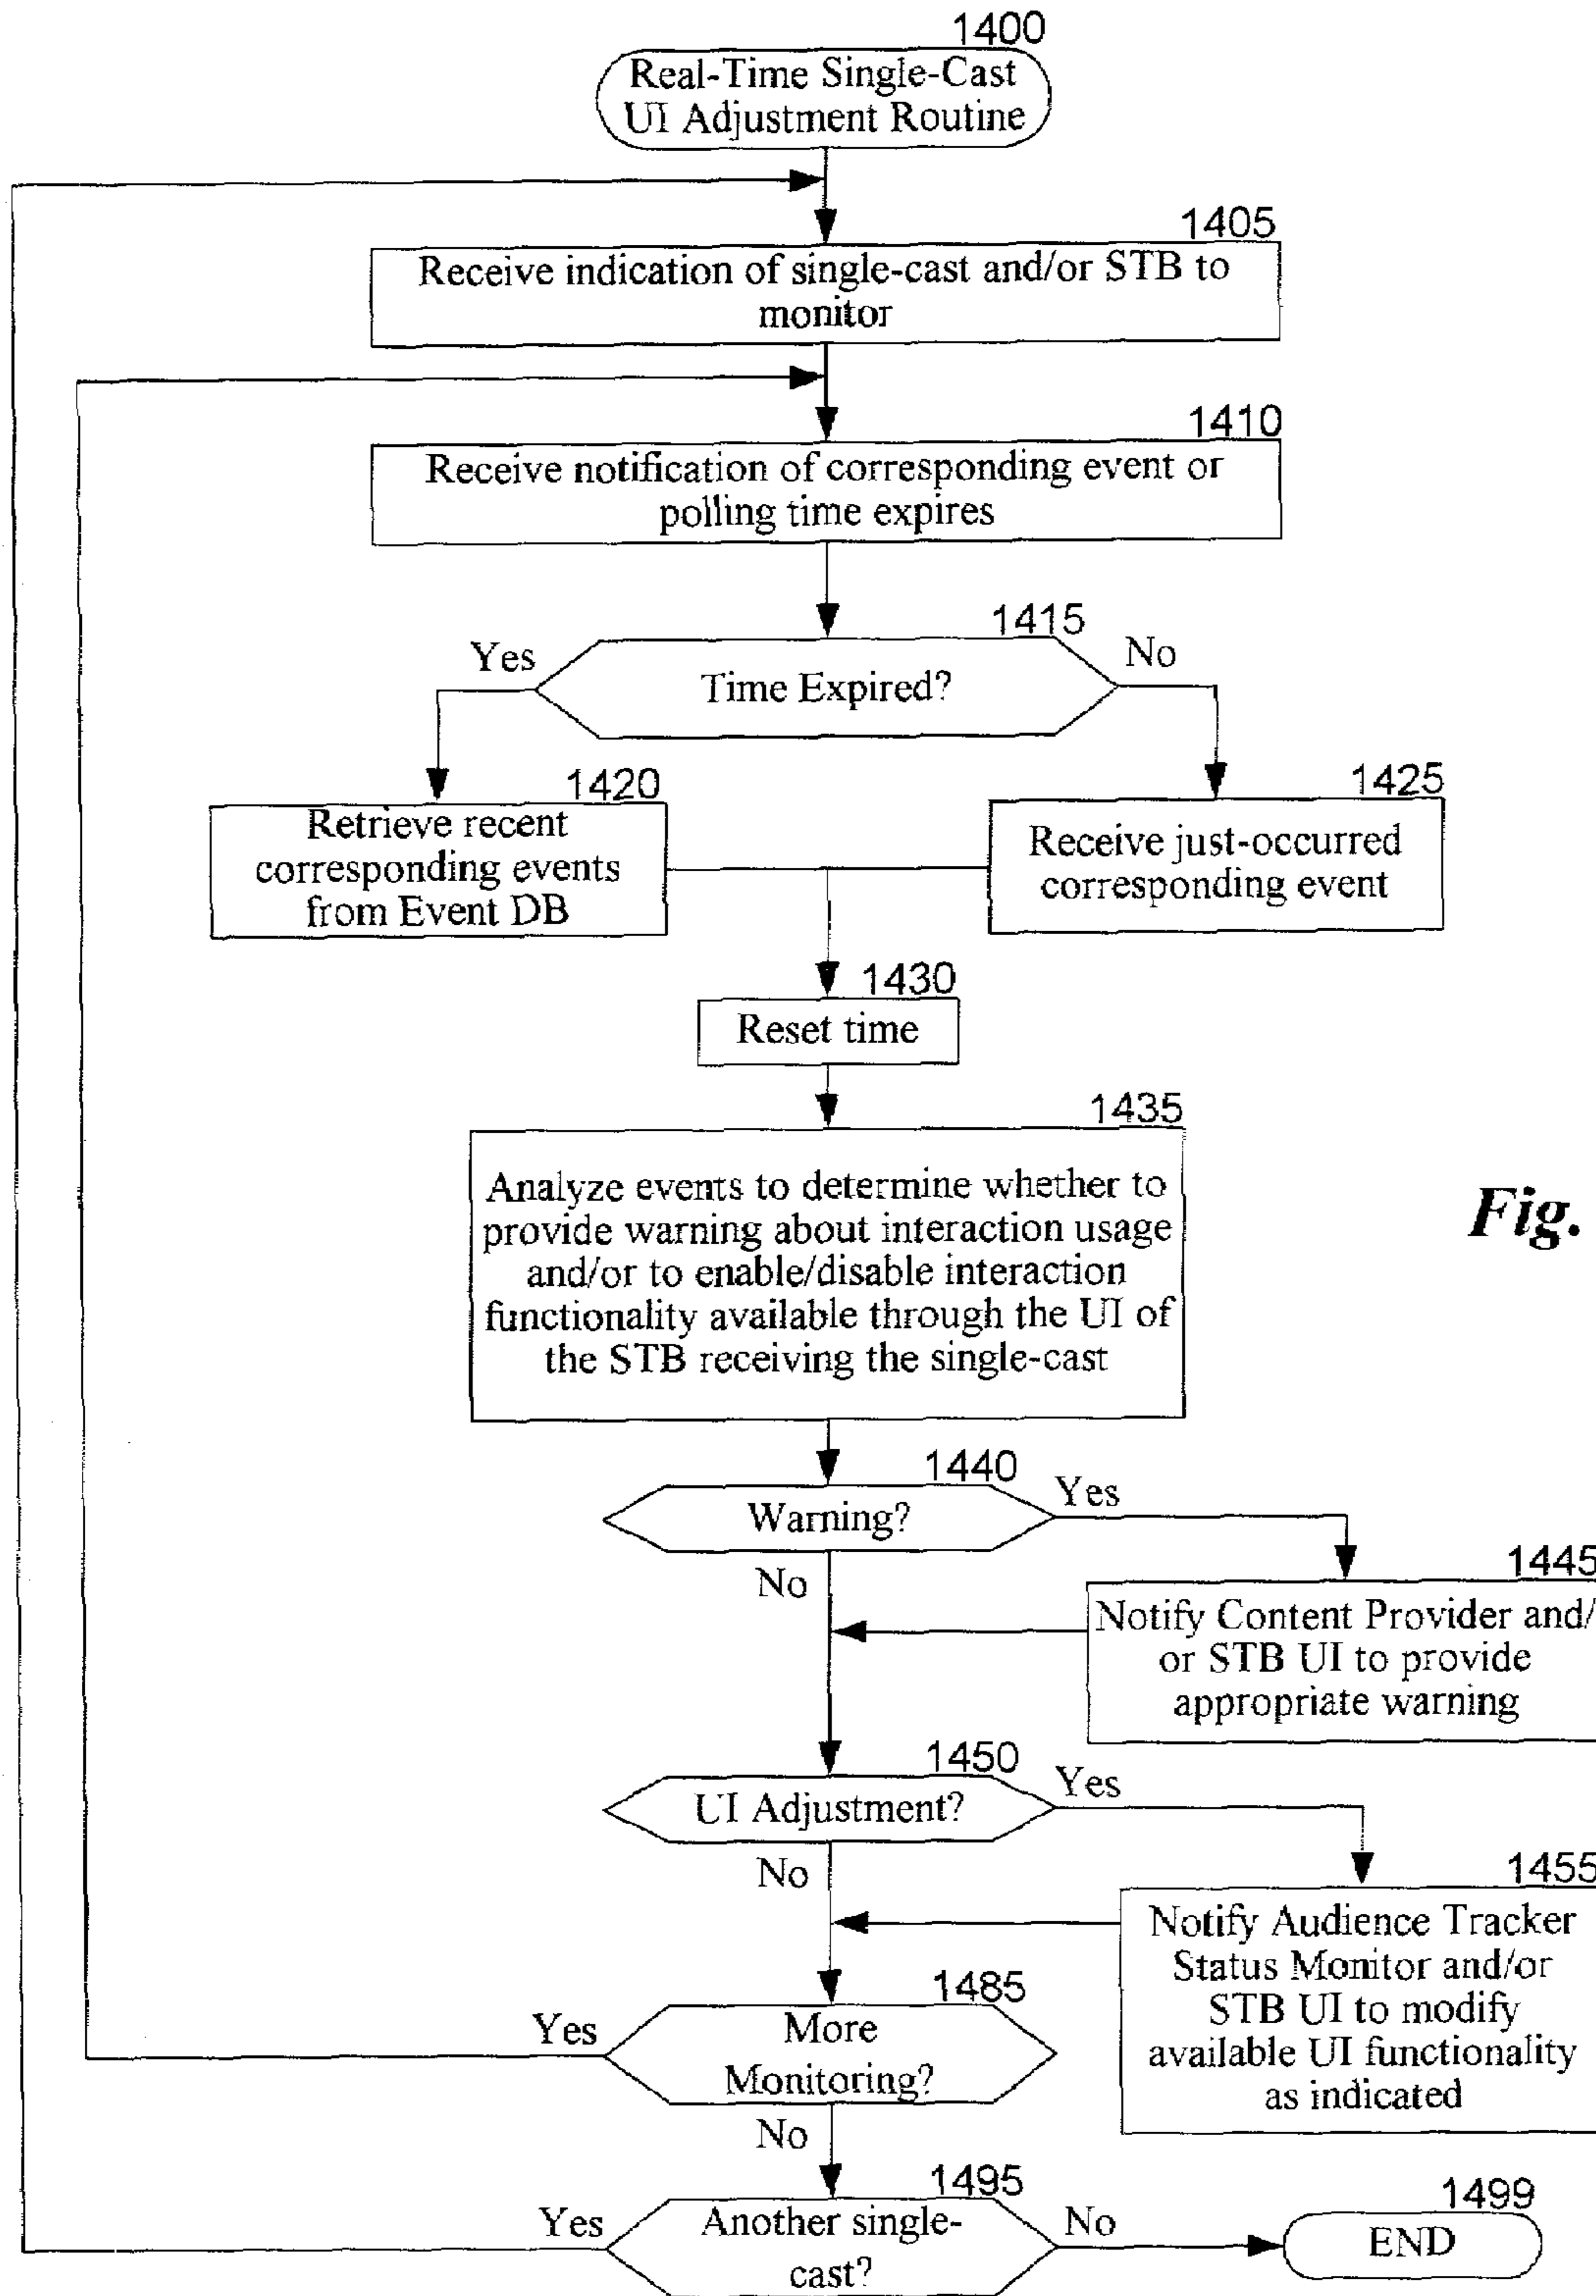 1400
Real-Time Single-Cast
UI Adjustment Routine
1405
Receive indication of single-cast and/or STB to
monitor
1410
Receive notification of corresponding event or
polling time expires
1415
Yes
Time Expired?
No
1420
Retrieve recent
corresponding events
from Event DB
1425
Receive just-occurred
corresponding event
1430
Reset time
1435
Analyze events to determine whether to
provide warning about interaction usage
and/or to enable/disable interaction
functionality available through the UI of
the STB receiving the single-cast
Fig.
1440
Warning?
Yes
No
1445
Notify Content Provider and/
or STB UI to provide
appropriate warning
1450
UI Adjustment?
Yes
No
1455
Notify Audience Tracker
Status Monitor and/or
STB UI to modify
available UI functionality
as indicated
1485
Yes
More
Monitoring?
No
1495
Yes
Another single-
cast?
No
1499
END